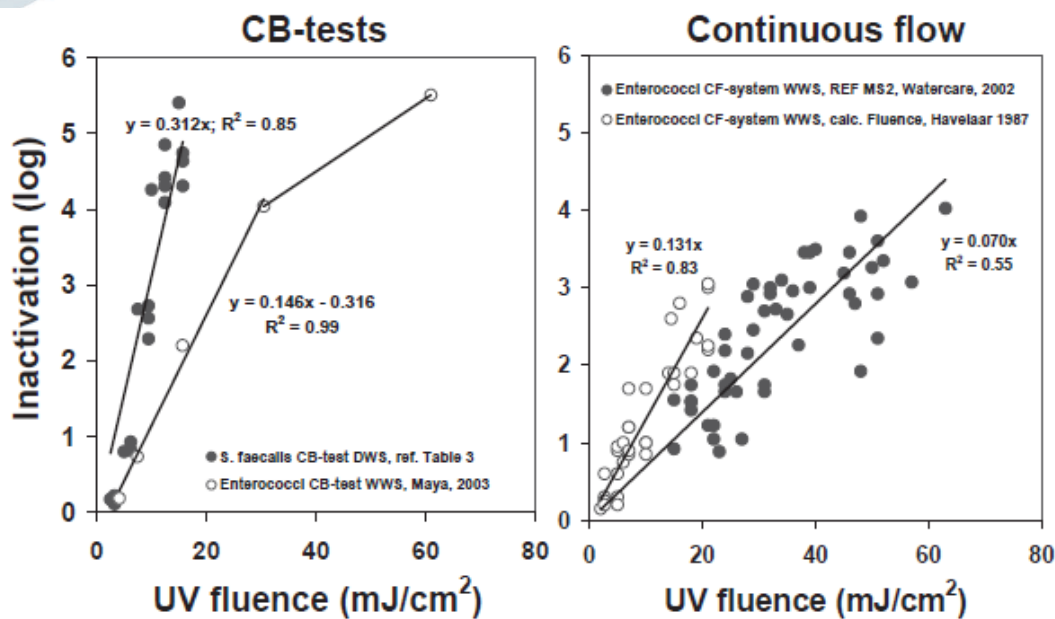 CB-tests
6
5
4
3
2
1
0
0
20
40
60
80
Inactivation (log)
UV fluence (mJ/cm²)
y = 0.312x; R² = 0.85
y = 0.146x - 0.316
R² = 0.99
S. faecalis CB-test DWS, ref. Table 3
Enterococci CB-test WWS, Maya, 2003
Continuous flow
6
5
4
3
2
1
0
0
20
40
60
80
UV fluence (mJ/cm²)
Enterococci CF-system WWS, REF MS2, Watercare, 2002
Enterococci CF-system WWS, calc. Fluence, Havelaar 1987
y = 0.131x
R² = 0.83
y = 0.070x
R² = 0.55